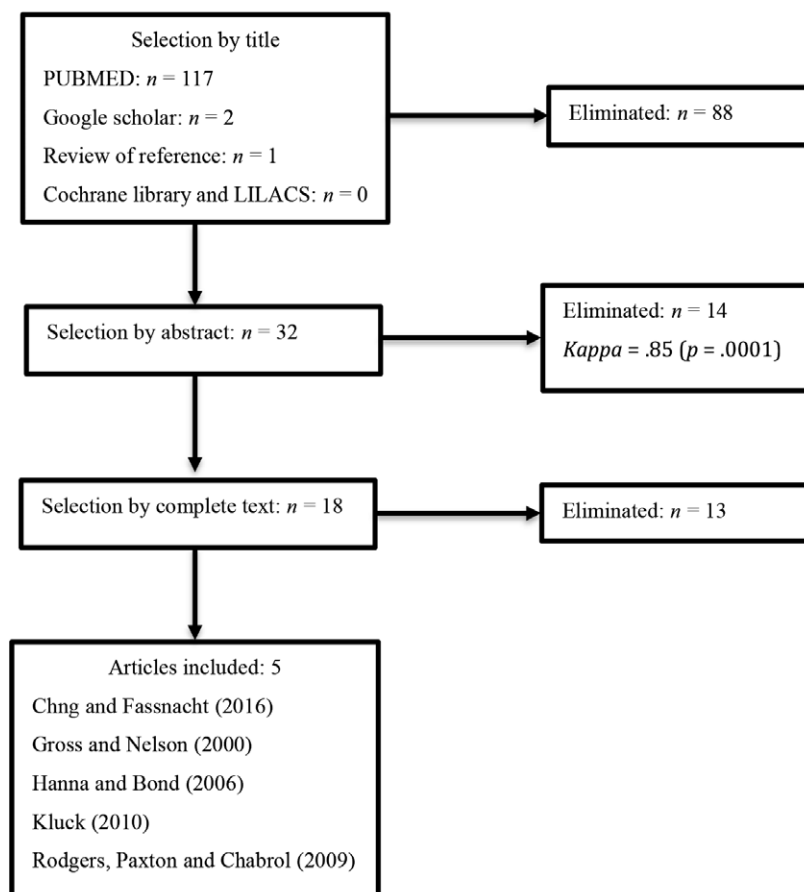 Selection by title
PUBMED: n = 117
Google scholar: n = 2
Review of reference: n = 1
Cochrane library and LILACS: n = 0
Eliminated: n = 88
Selection by abstract: n = 32
Eliminated: n = 14
Kappa = .85 (p = .0001)
Selection by complete text: n = 18
Eliminated: n = 13
Articles included: 5
Chng and Fassnacht (2016)
Gross and Nelson (2000)
Hanna and Bond (2006)
Kluck (2010)
Rodgers, Paxton and Chabrol (2009)